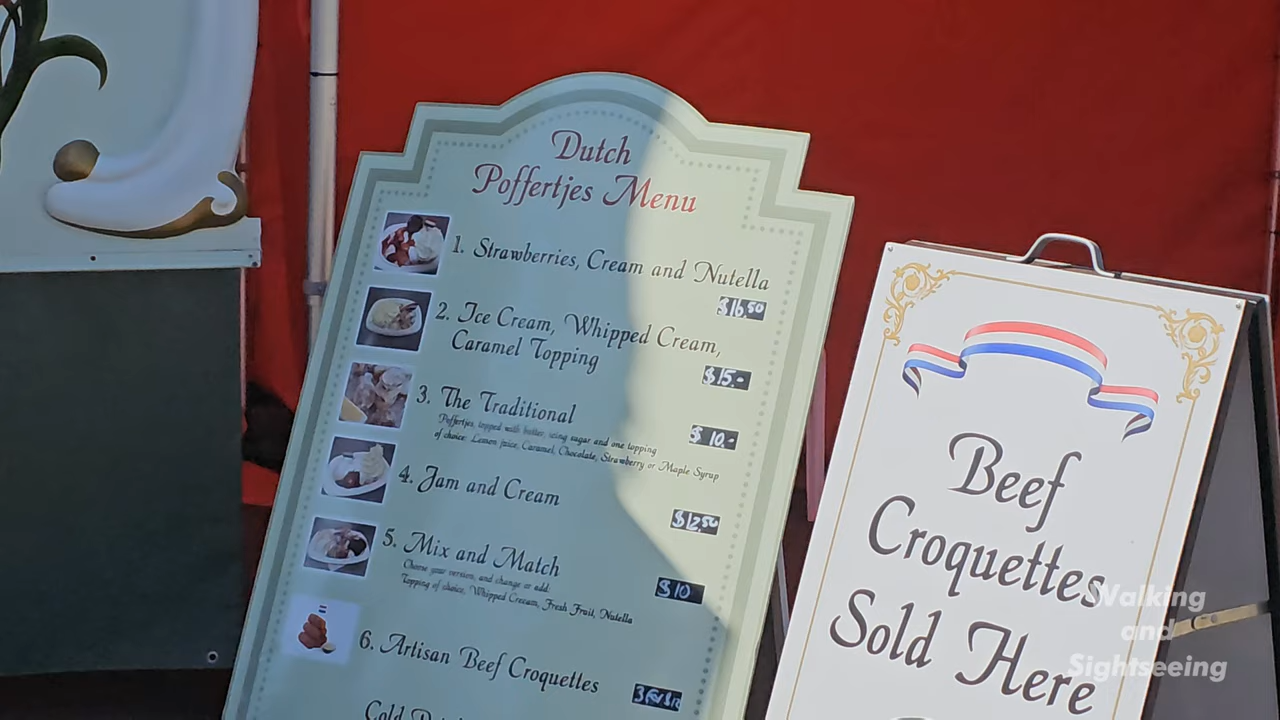 Dutch
Poffertjes Menu
1. Strawberries, Cream and Nutella
$16.50
2. Ice Cream, Whipped Cream,
Caramel Topping
$15.-
3. The Traditional
$10.-
Poffertjes, topped with butter, icing sugar and one topping
of choice: Lemon juice, Caramel, Chocolate, Strawberry or Maple Syrup
4. Jam and Cream
$12.50
5. Mix and Match
$10
Choose your version, and change or add:
Topping of choice, Whipped Cream, Fresh Fruit, Nutella
6. Artisan Beef Croquettes
Cold
Beef
Croquettes
Sold Here
Walking
and
Sightseeing